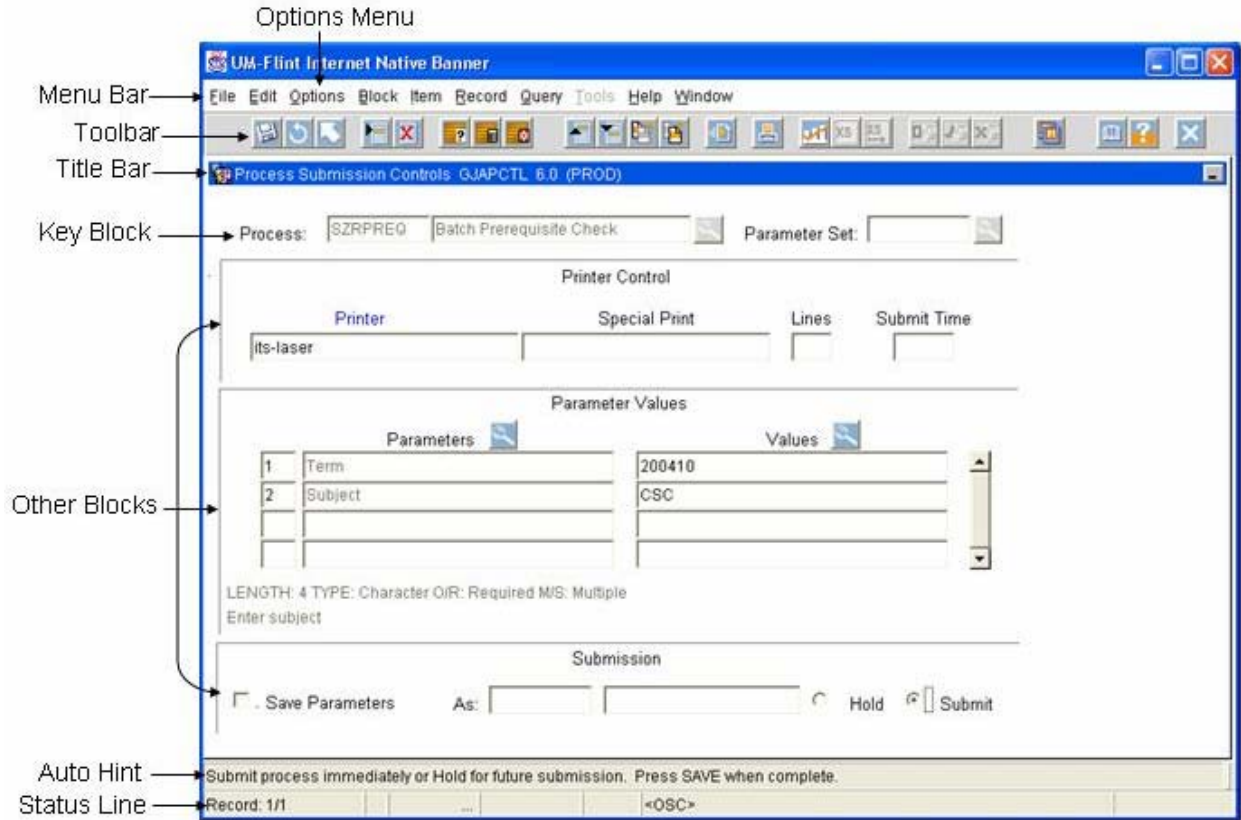 Options Menu
UM-Flint Internet Native Banner
Menu Bar
File Edit Options Block Item Record Query Tools Help Window
Toolbar
Title Bar
Process Submission Controls GJAPCTL 6.0 (PROD)
Key Block
Process: SZRPREQ Batch Prerequisite Check Parameter Set:
Printer Control
Printer Special Print Lines Submit Time
its-laser
Parameter Values
Parameters Values
1 Term 200410
2 Subject CSC
Other Blocks
LENGTH: 4 TYPE: Character O/R: Required M/S: Multiple
Enter subject
Submission
. Save Parameters As: Hold Submit
Auto Hint
Submit process immediately or Hold for future submission. Press SAVE when complete.
Status Line
Record: 1/1 ... <OSC>